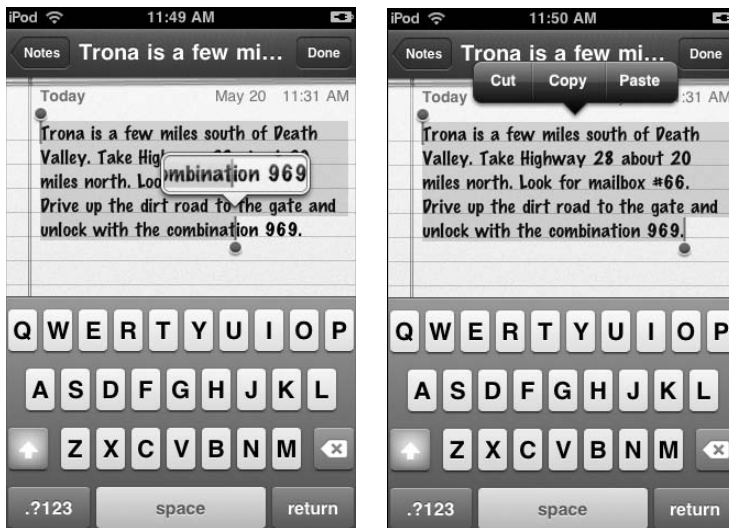 iPod 11:49 AM
Notes Trona is a few mi... Done
Today May 20 11:31 AM
Trona is a few miles south of Death
Valley. Take
mbination 969
miles north.
Drive up the dirt road to the gate and
unlock with the combination 969.
Q W E R T Y U I O P
A S D F G H J K L
Z X C V B N M
.?123 space return
iPod 11:50 AM
Notes Trona is a few mi... Done
Cut Copy Paste
Today :31 AM
Trona is a few miles south of Death
Valley. Take Highway 28 about 20
miles north. Look for mailbox #66.
Drive up the dirt road to the gate and
unlock with the combination 969.
Q W E R T Y U I O P
A S D F G H J K L
Z X C V B N M
.?123 space return